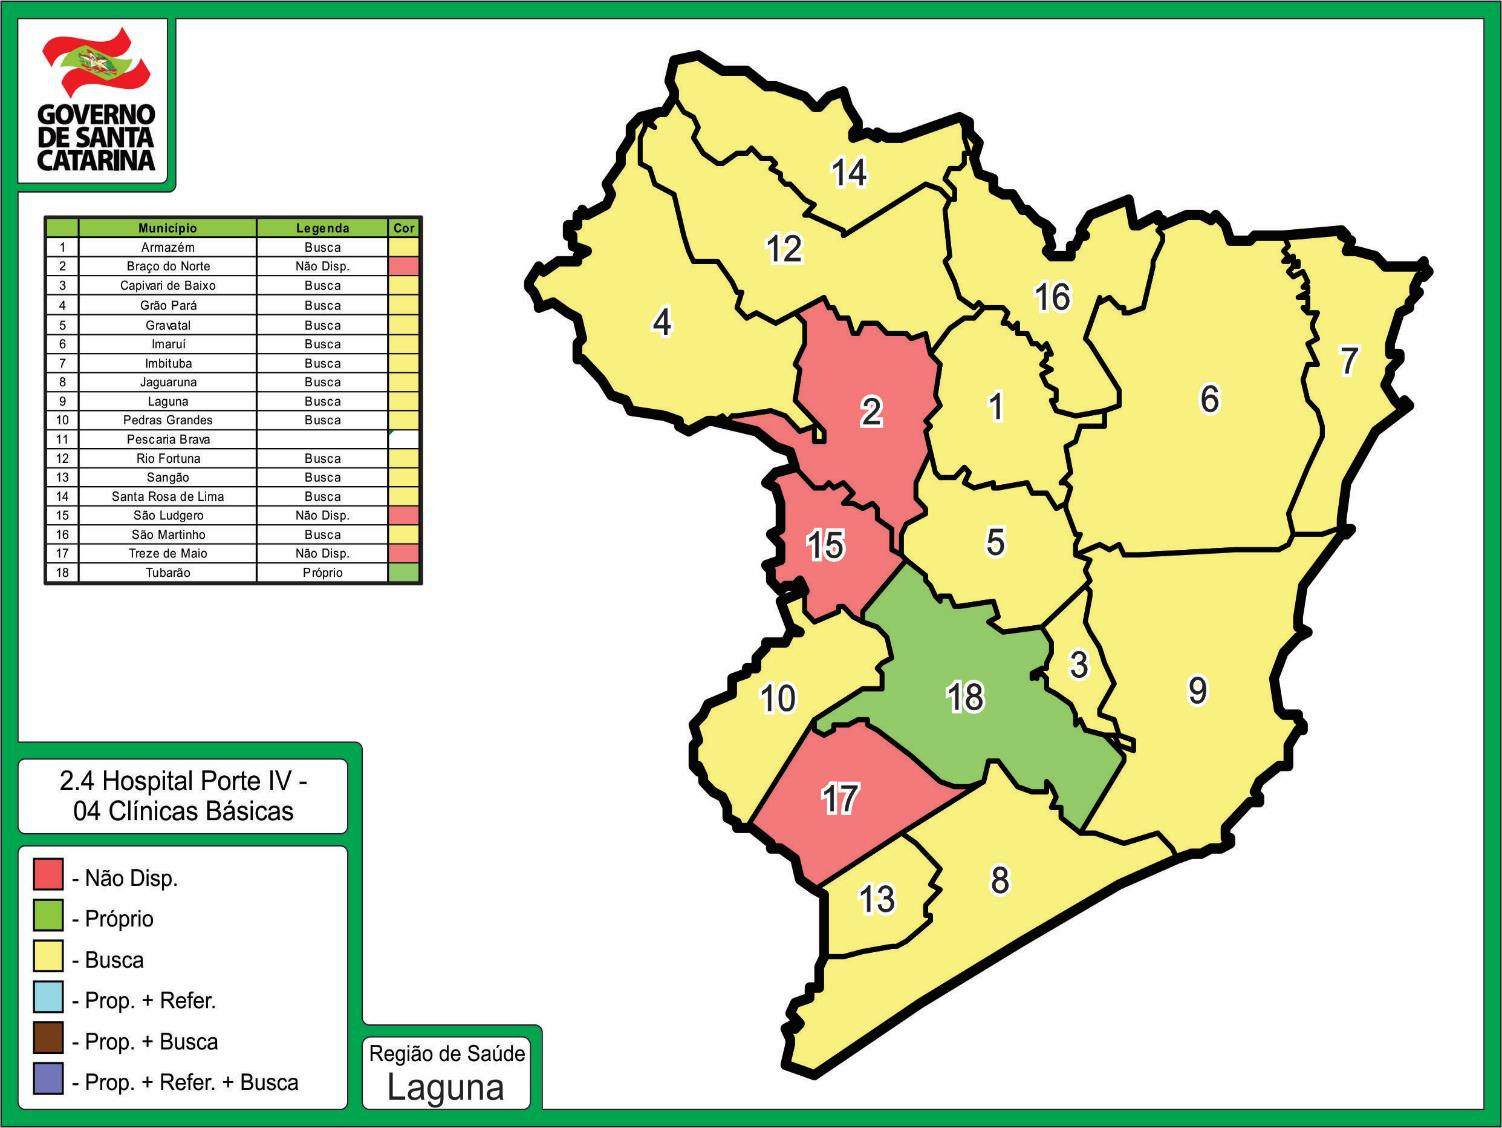 GOVERNO
DE SANTA
CATARINA
Município Legenda Cor
1 Armazém Busca
2 Braço do Norte Não Disp.
3 Capivari de Baixo Busca
4 Grão Pará Busca
5 Gravatal Busca
6 Imaruí Busca
7 Imbituba Busca
8 Jaguaruna Busca
9 Laguna Busca
10 Pedras Grandes Busca
11 Pescaria Brava
12 Rio Fortuna Busca
13 Sangão Busca
14 Santa Rosa de Lima Busca
15 São Ludgero Não Disp.
16 São Martinho Busca
17 Treze de Maio Não Disp.
18 Tubarão Próprio
14
12
16
4
7
6
2
1
5
15
3
9
10
18
17
8
13
2.4 Hospital Porte IV -
04 Clínicas Básicas
- Não Disp.
- Próprio
- Busca
- Prop. + Refer.
- Prop. + Busca
- Prop. + Refer. + Busca
Região de Saúde
Laguna